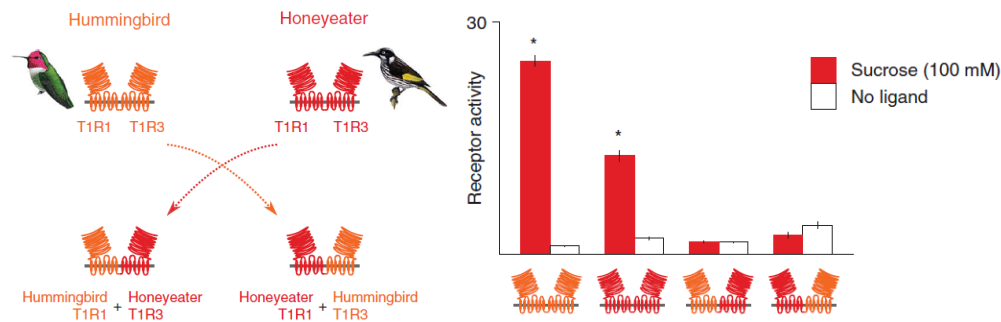 Hummingbird
Honeyeater
T1R1 T1R3
T1R1 T1R3
Hummingbird T1R1 + Honeyeater T1R3
Honeyeater T1R1 + Hummingbird T1R3
30
Receptor activity
*
*
Sucrose (100 mM)
No ligand